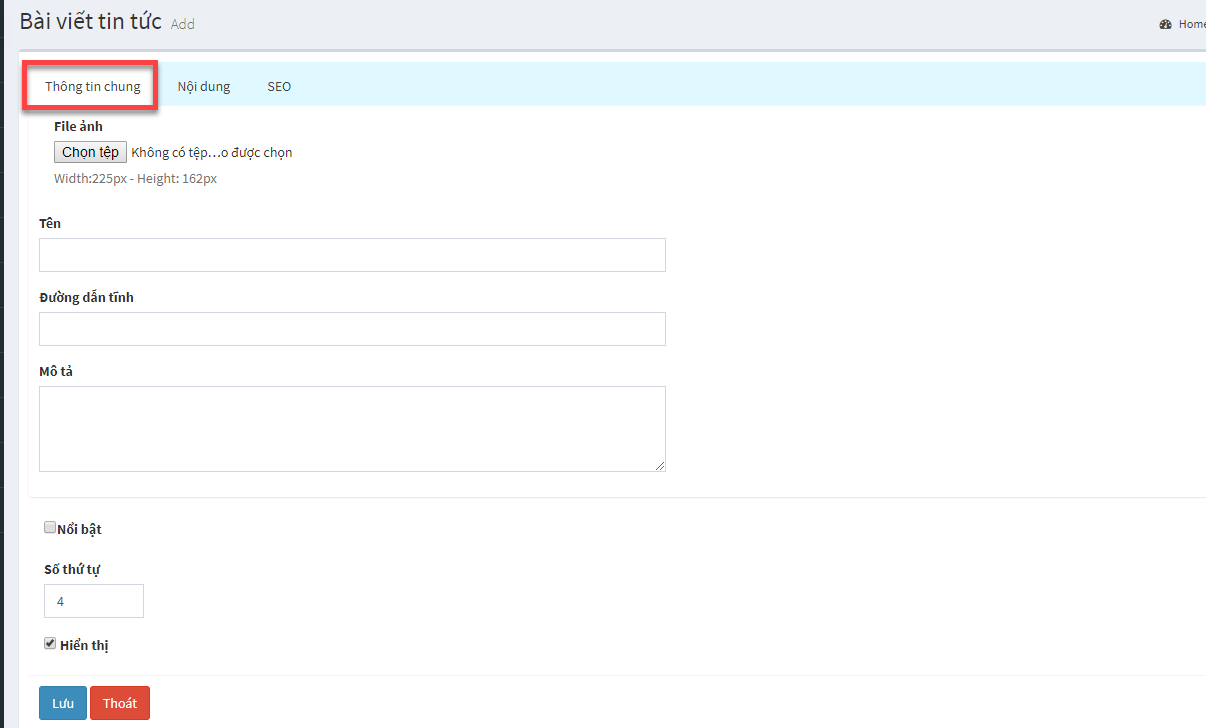 Bài viết tin tức Add
Home
Thông tin chung Nội dung SEO
File ảnh
Chọn tệp Không có tệp…o được chọn
Width:225px - Height: 162px
Tên
Đường dẫn tĩnh
Mô tả
Nổi bật
Số thứ tự
4
Hiển thị
Lưu Thoát